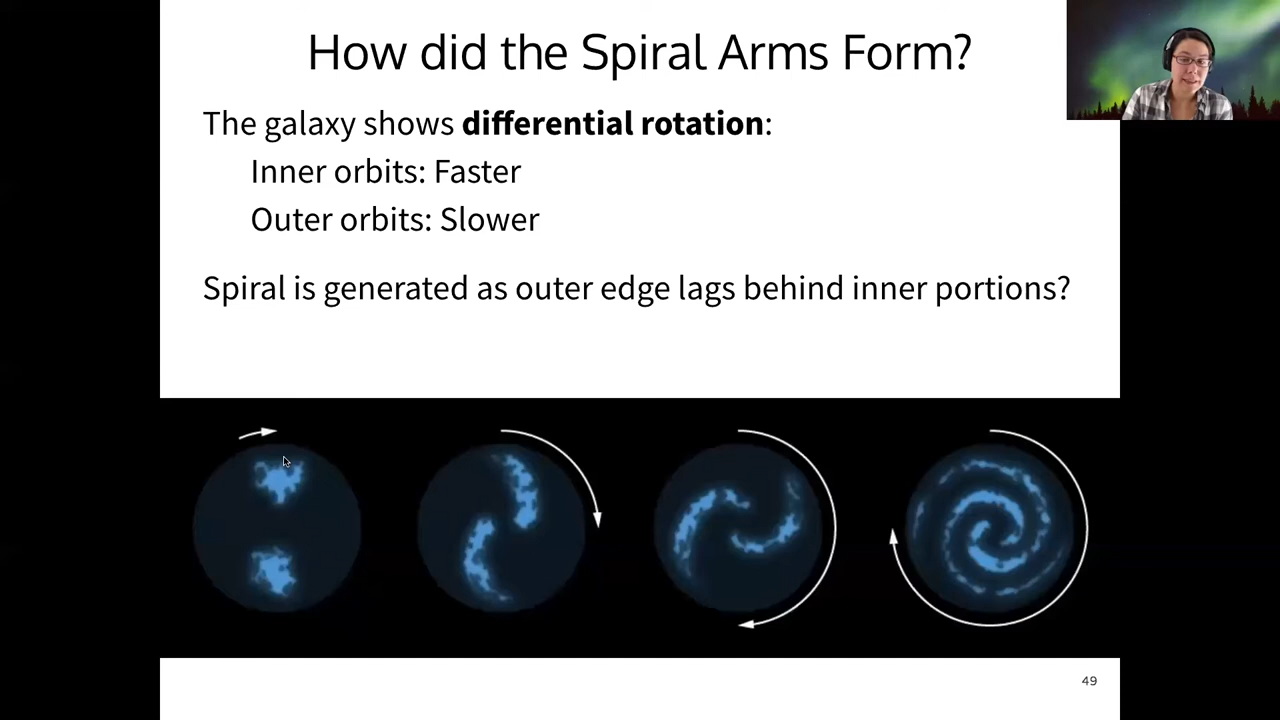 How did the Spiral Arms Form?
The galaxy shows differential rotation:
Inner orbits: Faster
Outer orbits: Slower
Spiral is generated as outer edge lags behind inner portions?
49